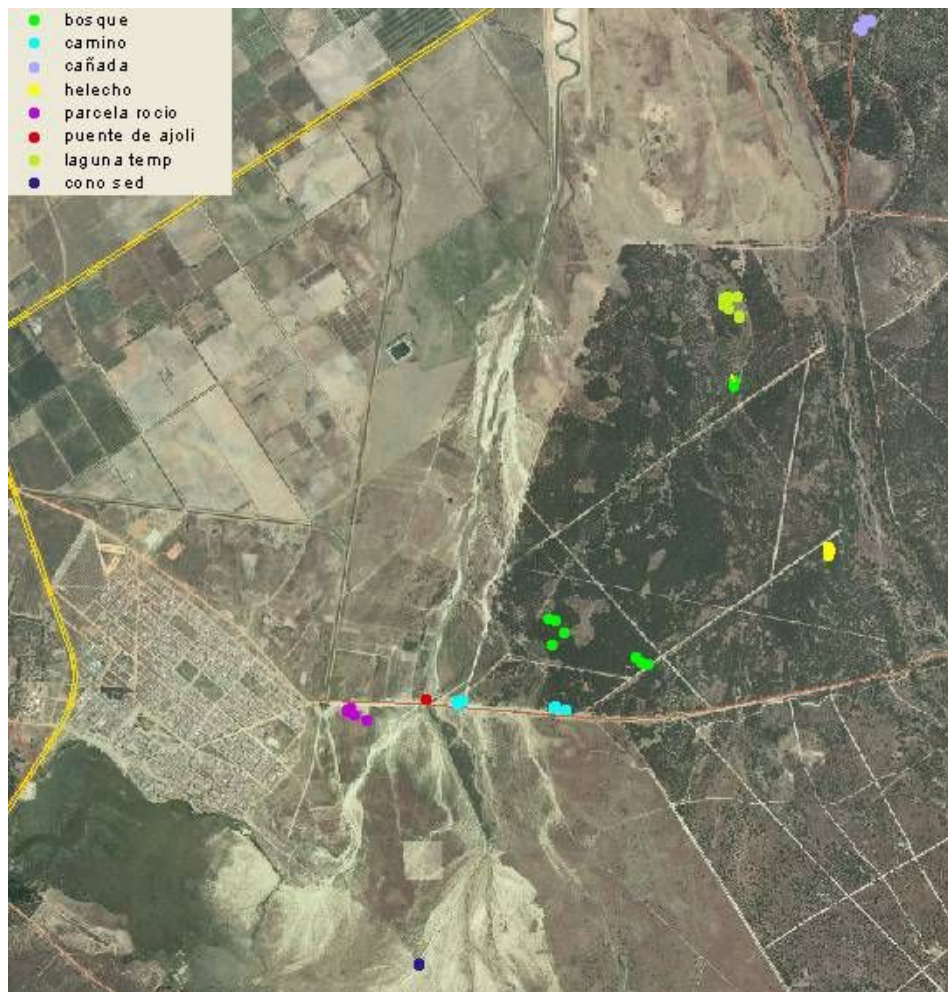 bosque
camino
cañada
helecho
parcela rocio
puente de ajoli
laguna temp
cono sed